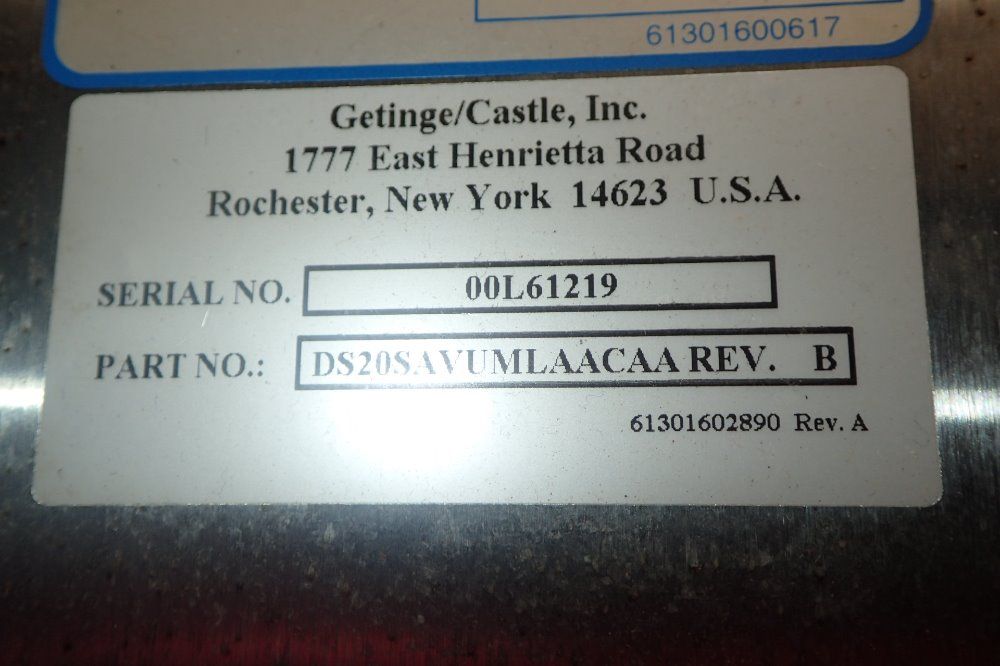 61301600617
Getinge/Castle, Inc.
1777 East Henrietta Road
Rochester, New York 14623 U.S.A.
SERIAL NO. 00L61219
PART NO.: DS20SAVUMLAACAA REV. B
61301602890 Rev. A